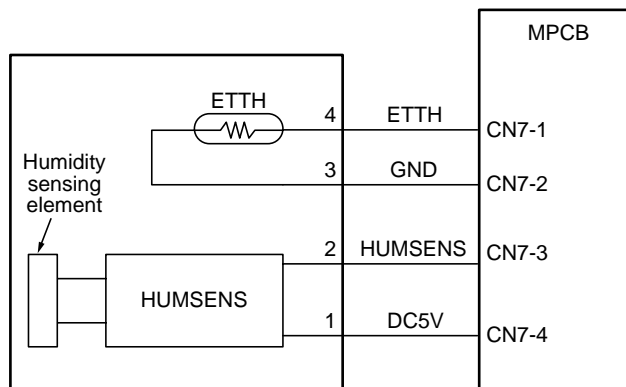 MPCB
ETTH
4
ETTH
CN7-1
3
GND
CN7-2
Humidity
sensing
element
2
HUMSENS
CN7-3
HUMSENS
1
DC5V
CN7-4